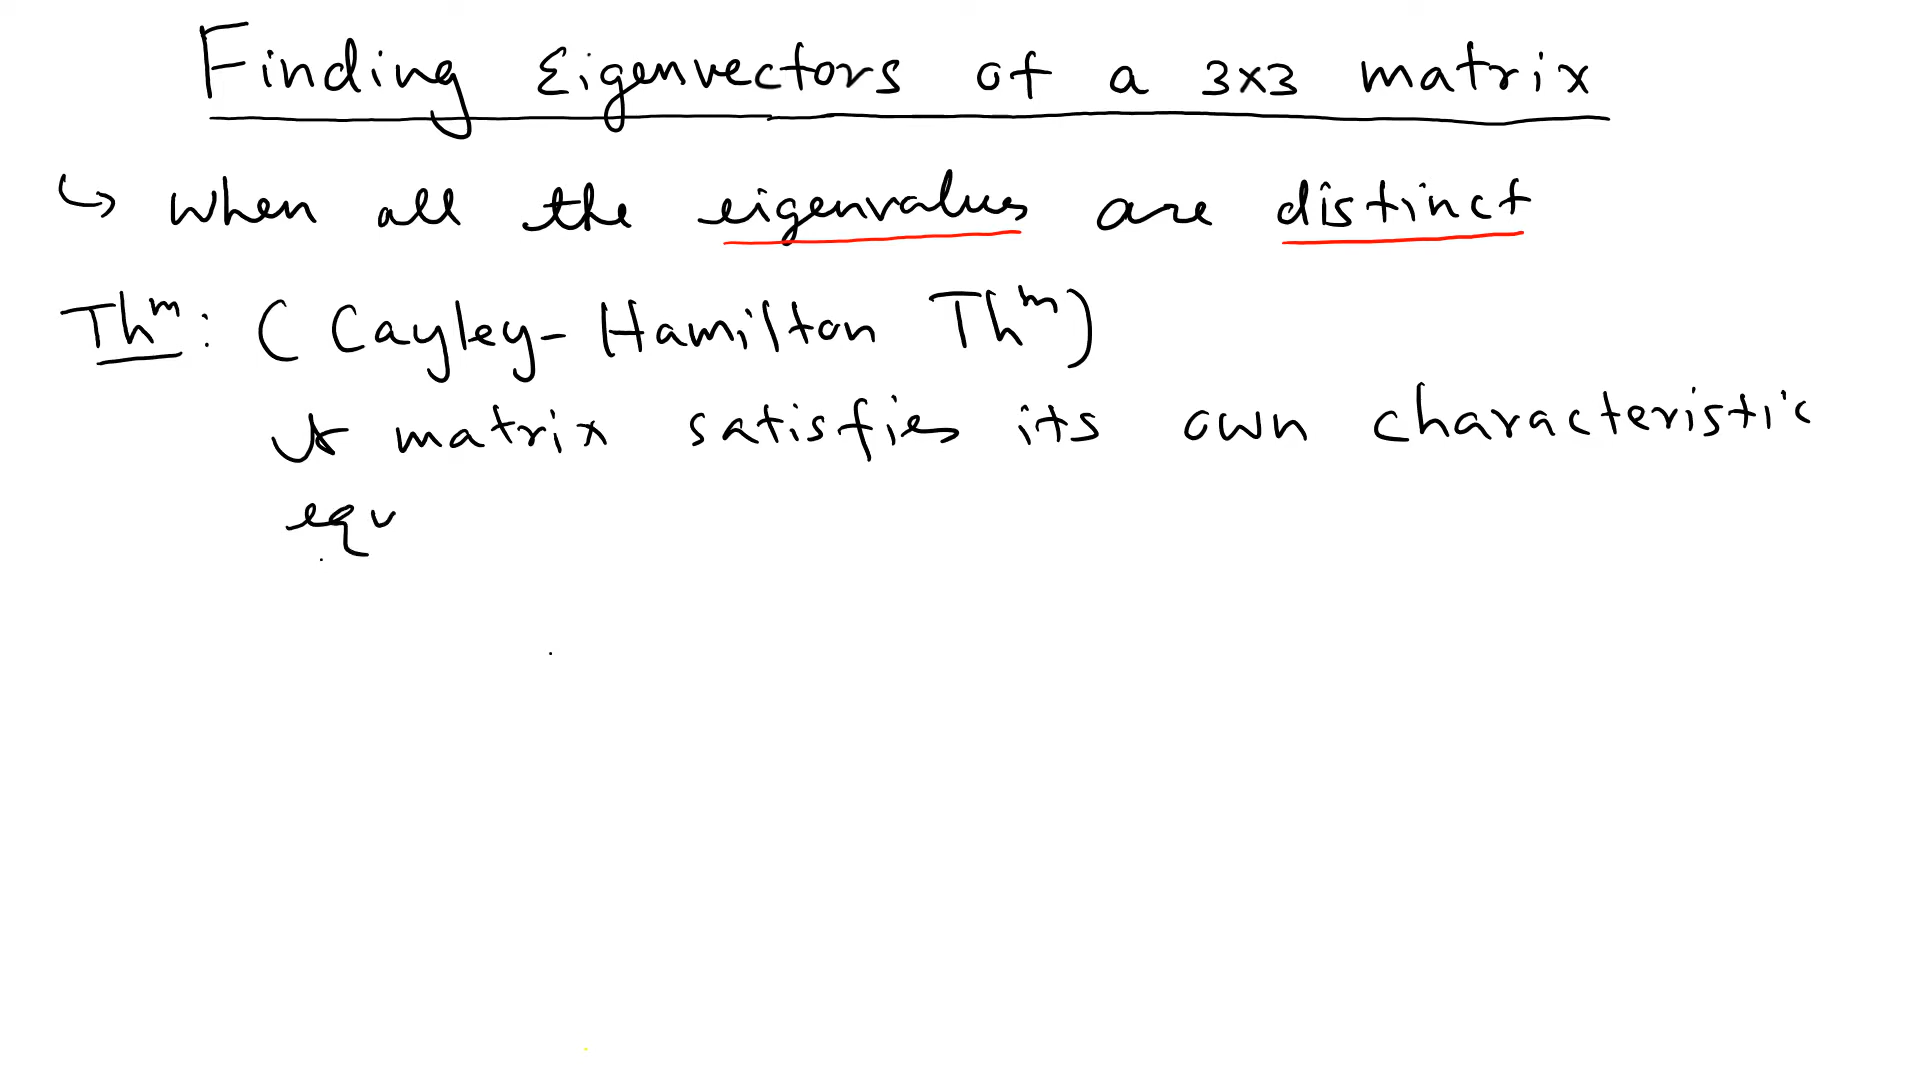 Finding Eigenvectors of a 3x3 matrix
↳ when all the eigenvalues are distinct
Thᵐ: (Cayley-Hamilton Thᵐ)
A matrix satisfies its own characteristic
equ